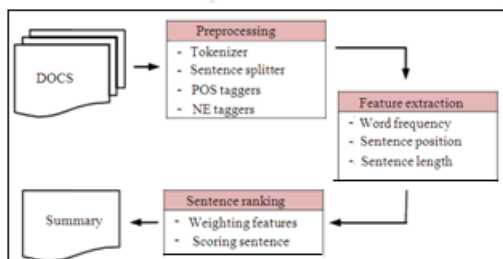 DOCS
Preprocessing
- Tokenizer
- Sentence splitter
- POS taggers
- NE taggers
Feature extraction
- Word frequency
- Sentence position
- Sentence length
Sentence ranking
- Weighting features
- Scoring sentence
Summary